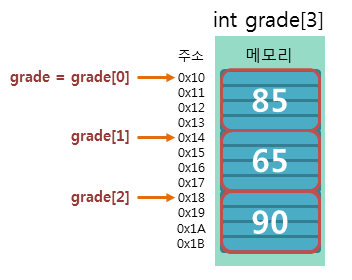 int grade[3]
주소 메모리
grade = grade[0] 0x10
0x11
0x12
0x13
85
grade[1] 0x14
0x15
0x16
0x17
65
grade[2] 0x18
0x19
0x1A
0x1B
90